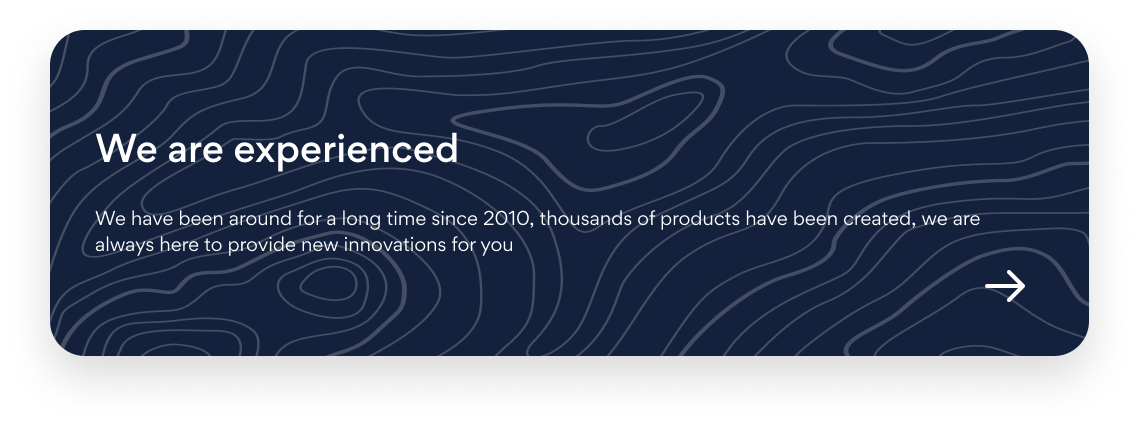 We are experienced
We have been around for a long time since 2010, thousands of products have been created, we are
always here to provide new innovations for you